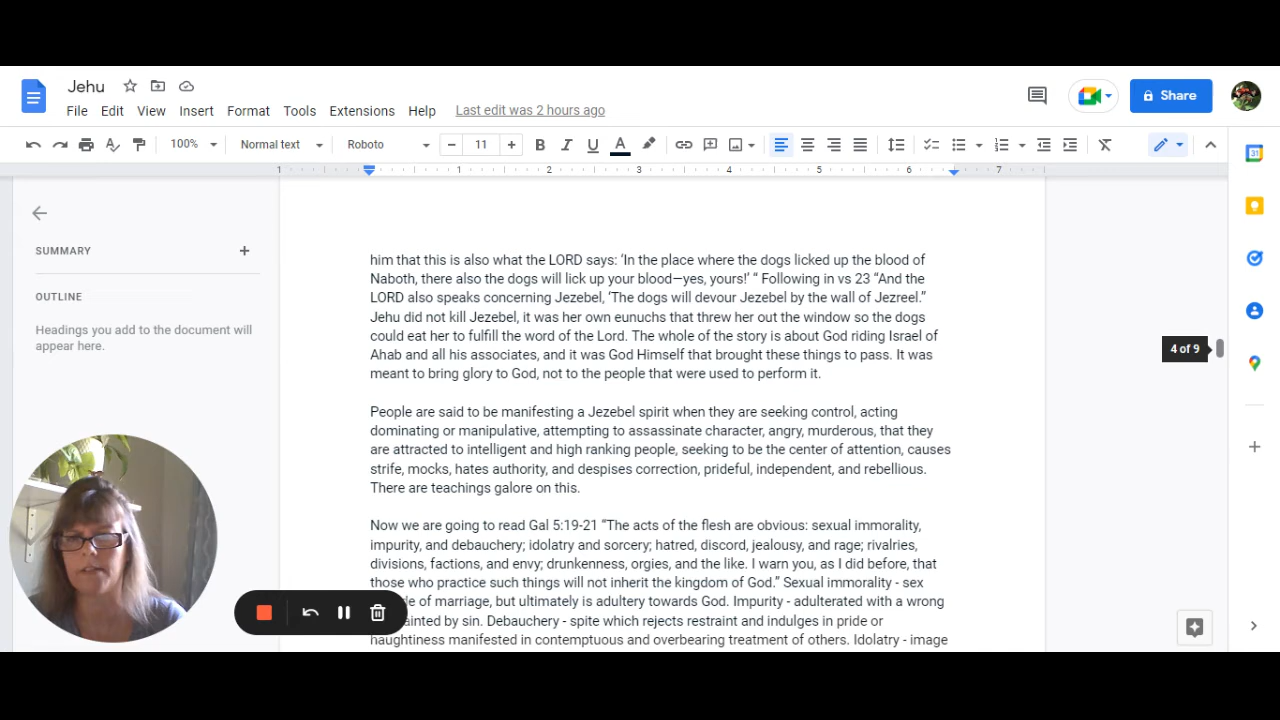 Jehu
File Edit View Insert Format Tools Extensions Help Last edit was 2 hours ago
Share
100% Normal text Roboto 11 B I U A
1 1 2 3 4 5 6 7
SUMMARY
OUTLINE
Headings you add to the document will
appear here.
him that this is also what the LORD says: ‘In the place where the dogs licked up the blood of
Naboth, there also the dogs will lick up your blood—yes, yours!’ “ Following in vs 23 “And the
LORD also speaks concerning Jezebel, ‘The dogs will devour Jezebel by the wall of Jezreel.”
Jehu did not kill Jezebel, it was her own eunuchs that threw her out the window so the dogs
could eat her to fulfill the word of the Lord. The whole of the story is about God riding Israel of
Ahab and all his associates, and it was God Himself that brought these things to pass. It was
meant to bring glory to God, not to the people that were used to perform it.
People are said to be manifesting a Jezebel spirit when they are seeking control, acting
dominating or manipulative, attempting to assassinate character, angry, murderous, that they
are attracted to intelligent and high ranking people, seeking to be the center of attention, causes
strife, mocks, hates authority, and despises correction, prideful, independent, and rebellious.
There are teachings galore on this.
Now we are going to read Gal 5:19-21 “The acts of the flesh are obvious: sexual immorality,
impurity, and debauchery; idolatry and sorcery; hatred, discord, jealousy, and rage; rivalries,
divisions, factions, and envy; drunkenness, orgies, and the like. I warn you, as I did before, that
those who practice such things will not inherit the kingdom of God.” Sexual immorality - sex
of marriage, but ultimately is adultery towards God. Impurity - adulterated with a wrong
by sin. Debauchery - spite which rejects restraint and indulges in pride or
haughtiness manifested in contemptuous and overbearing treatment of others. Idolatry - image
4 of 9
31